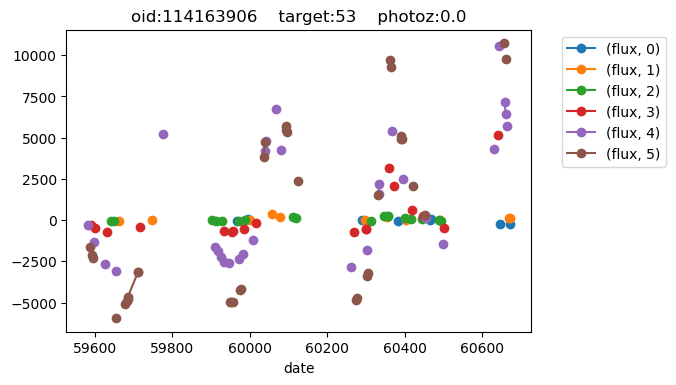 oid:114163906 target:53 photoz:0.0
10000
7500
5000
2500
0
−2500
−5000
59600 59800 60000 60200 60400 60600
date
(flux, 0)
(flux, 1)
(flux, 2)
(flux, 3)
(flux, 4)
(flux, 5)